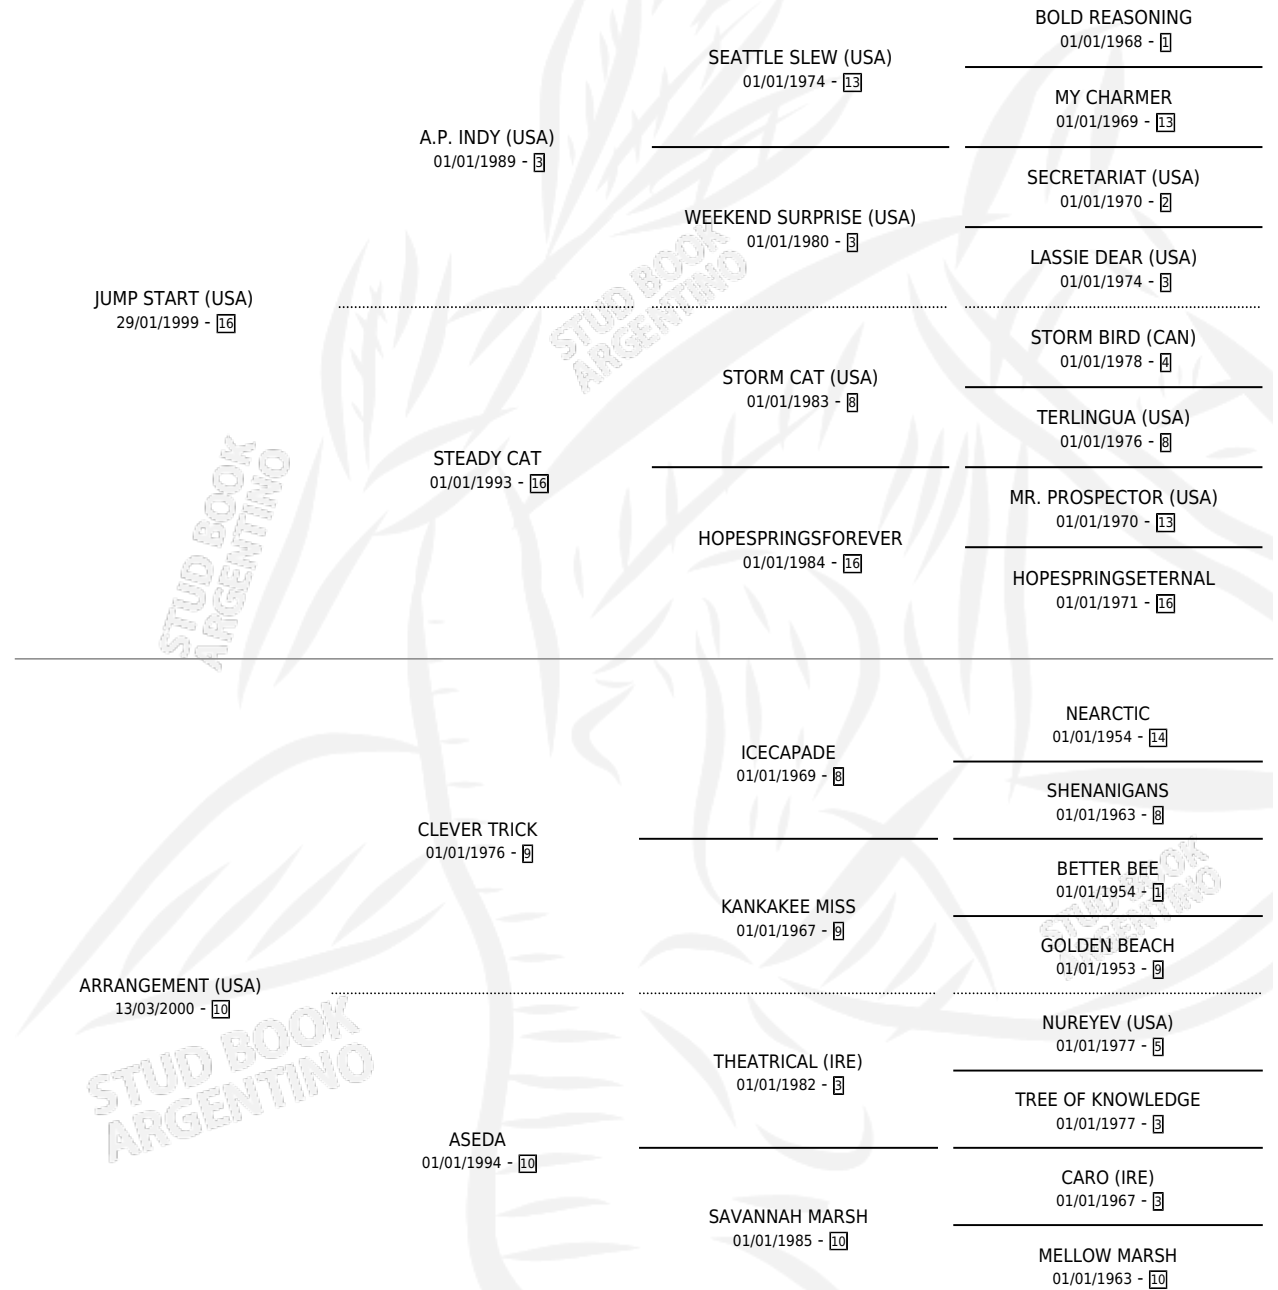 BOLD REASONING
01/01/1968 - 1
SEATTLE SLEW (USA)
01/01/1974 - 13
MY CHARMER
01/01/1969 - 13
A.P. INDY (USA)
01/01/1989 - 3
SECRETARIAT (USA)
01/01/1970 - 2
WEEKEND SURPRISE (USA)
01/01/1980 - 3
LASSIE DEAR (USA)
01/01/1974 - 3
JUMP START (USA)
29/01/1999 - 16
STORM BIRD (CAN)
01/01/1978 - 4
STORM CAT (USA)
01/01/1983 - 8
TERLINGUA (USA)
01/01/1976 - 8
STEADY CAT
01/01/1993 - 16
MR. PROSPECTOR (USA)
01/01/1970 - 13
HOPESPRINGSFOREVER
01/01/1984 - 16
HOPESPRINGSETERNAL
01/01/1971 - 16
NEARCTIC
01/01/1954 - 14
ICECAPADE
01/01/1969 - 8
SHENANIGANS
01/01/1963 - 8
CLEVER TRICK
01/01/1976 - 9
BETTER BEE
01/01/1954 - 1
KANKAKEE MISS
01/01/1967 - 9
GOLDEN BEACH
01/01/1953 - 9
ARRANGEMENT (USA)
13/03/2000 - 10
NUREYEV (USA)
01/01/1977 - 5
THEATRICAL (IRE)
01/01/1982 - 3
TREE OF KNOWLEDGE
01/01/1977 - 3
ASEDA
01/01/1994 - 10
CARO (IRE)
01/01/1967 - 3
SAVANNAH MARSH
01/01/1985 - 10
MELLOW MARSH
01/01/1963 - 10
STUD BOOK
ARGENTINO
STUD BOOK
ARGENTINO
STUD BOOK
ARGENTINO
STUD BOOK
ARGENTINO